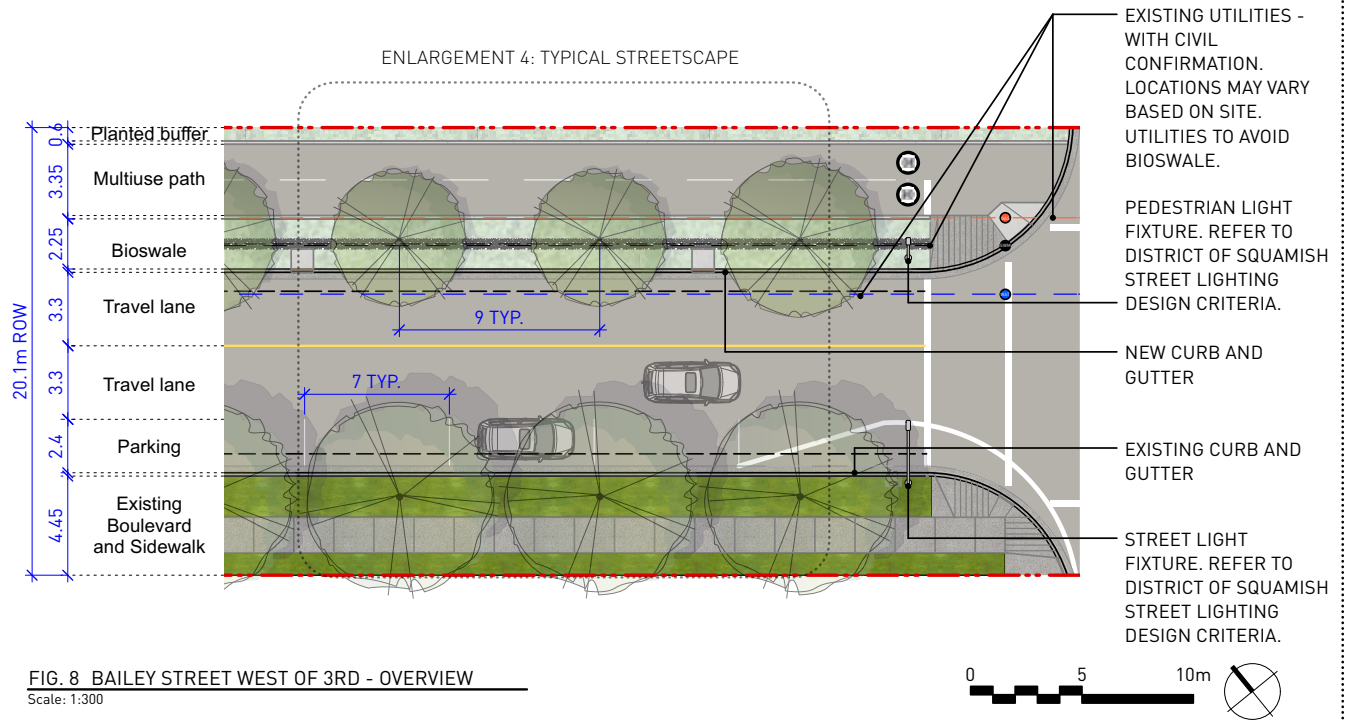 ENLARGEMENT 4: TYPICAL STREETSCAPE
20.1m ROW
0.6
Planted buffer
3.35
Multiuse path
2.25
Bioswale
3.3
Travel lane
3.3
Travel lane
2.4
Parking
4.45
Existing
Boulevard
and Sidewalk
9 TYP.
7 TYP.
EXISTING UTILITIES -
WITH CIVIL
CONFIRMATION.
LOCATIONS MAY VARY
BASED ON SITE.
UTILITIES TO AVOID
BIOSWALE.
PEDESTRIAN LIGHT
FIXTURE. REFER TO
DISTRICT OF SQUAMISH
STREET LIGHTING
DESIGN CRITERIA.
NEW CURB AND
GUTTER
EXISTING CURB AND
GUTTER
STREET LIGHT
FIXTURE. REFER TO
DISTRICT OF SQUAMISH
STREET LIGHTING
DESIGN CRITERIA.
FIG. 8 BAILEY STREET WEST OF 3RD - OVERVIEW
Scale: 1:300
0 5 10m